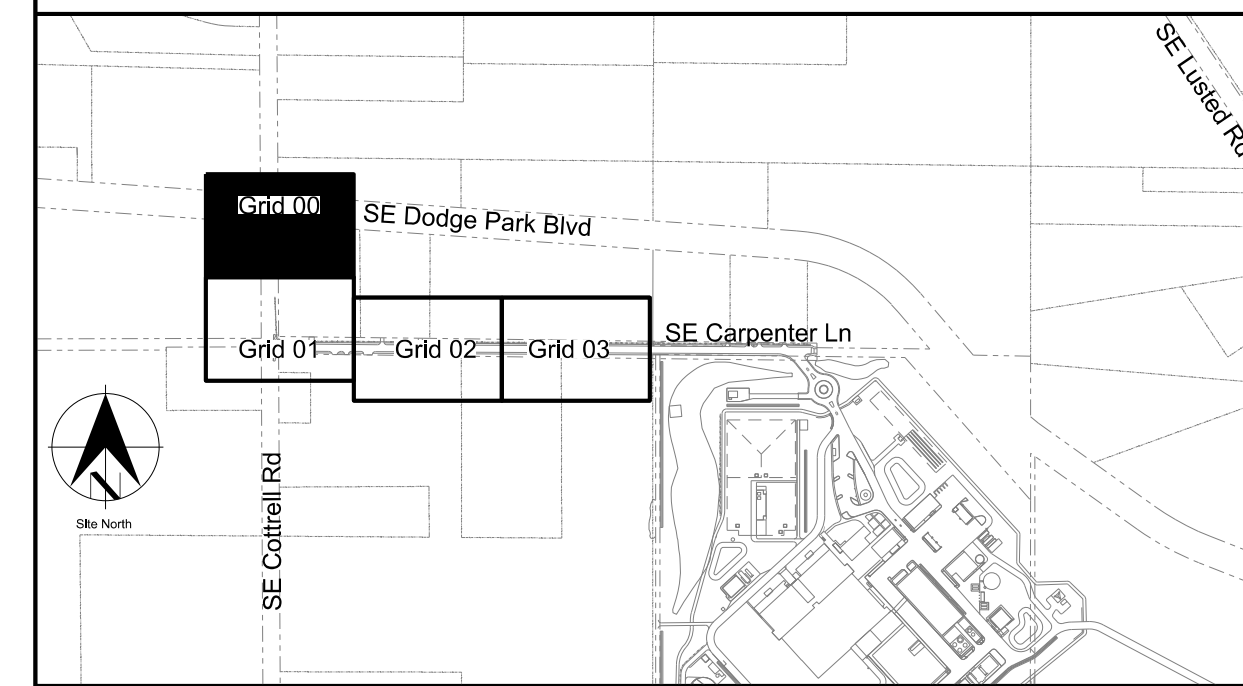 SE Lusted Rd
Grid 00
SE Dodge Park Blvd
SE Carpenter Ln
Grid 01
Grid 02
Grid 03
N
Site North
SE Cottrell Rd